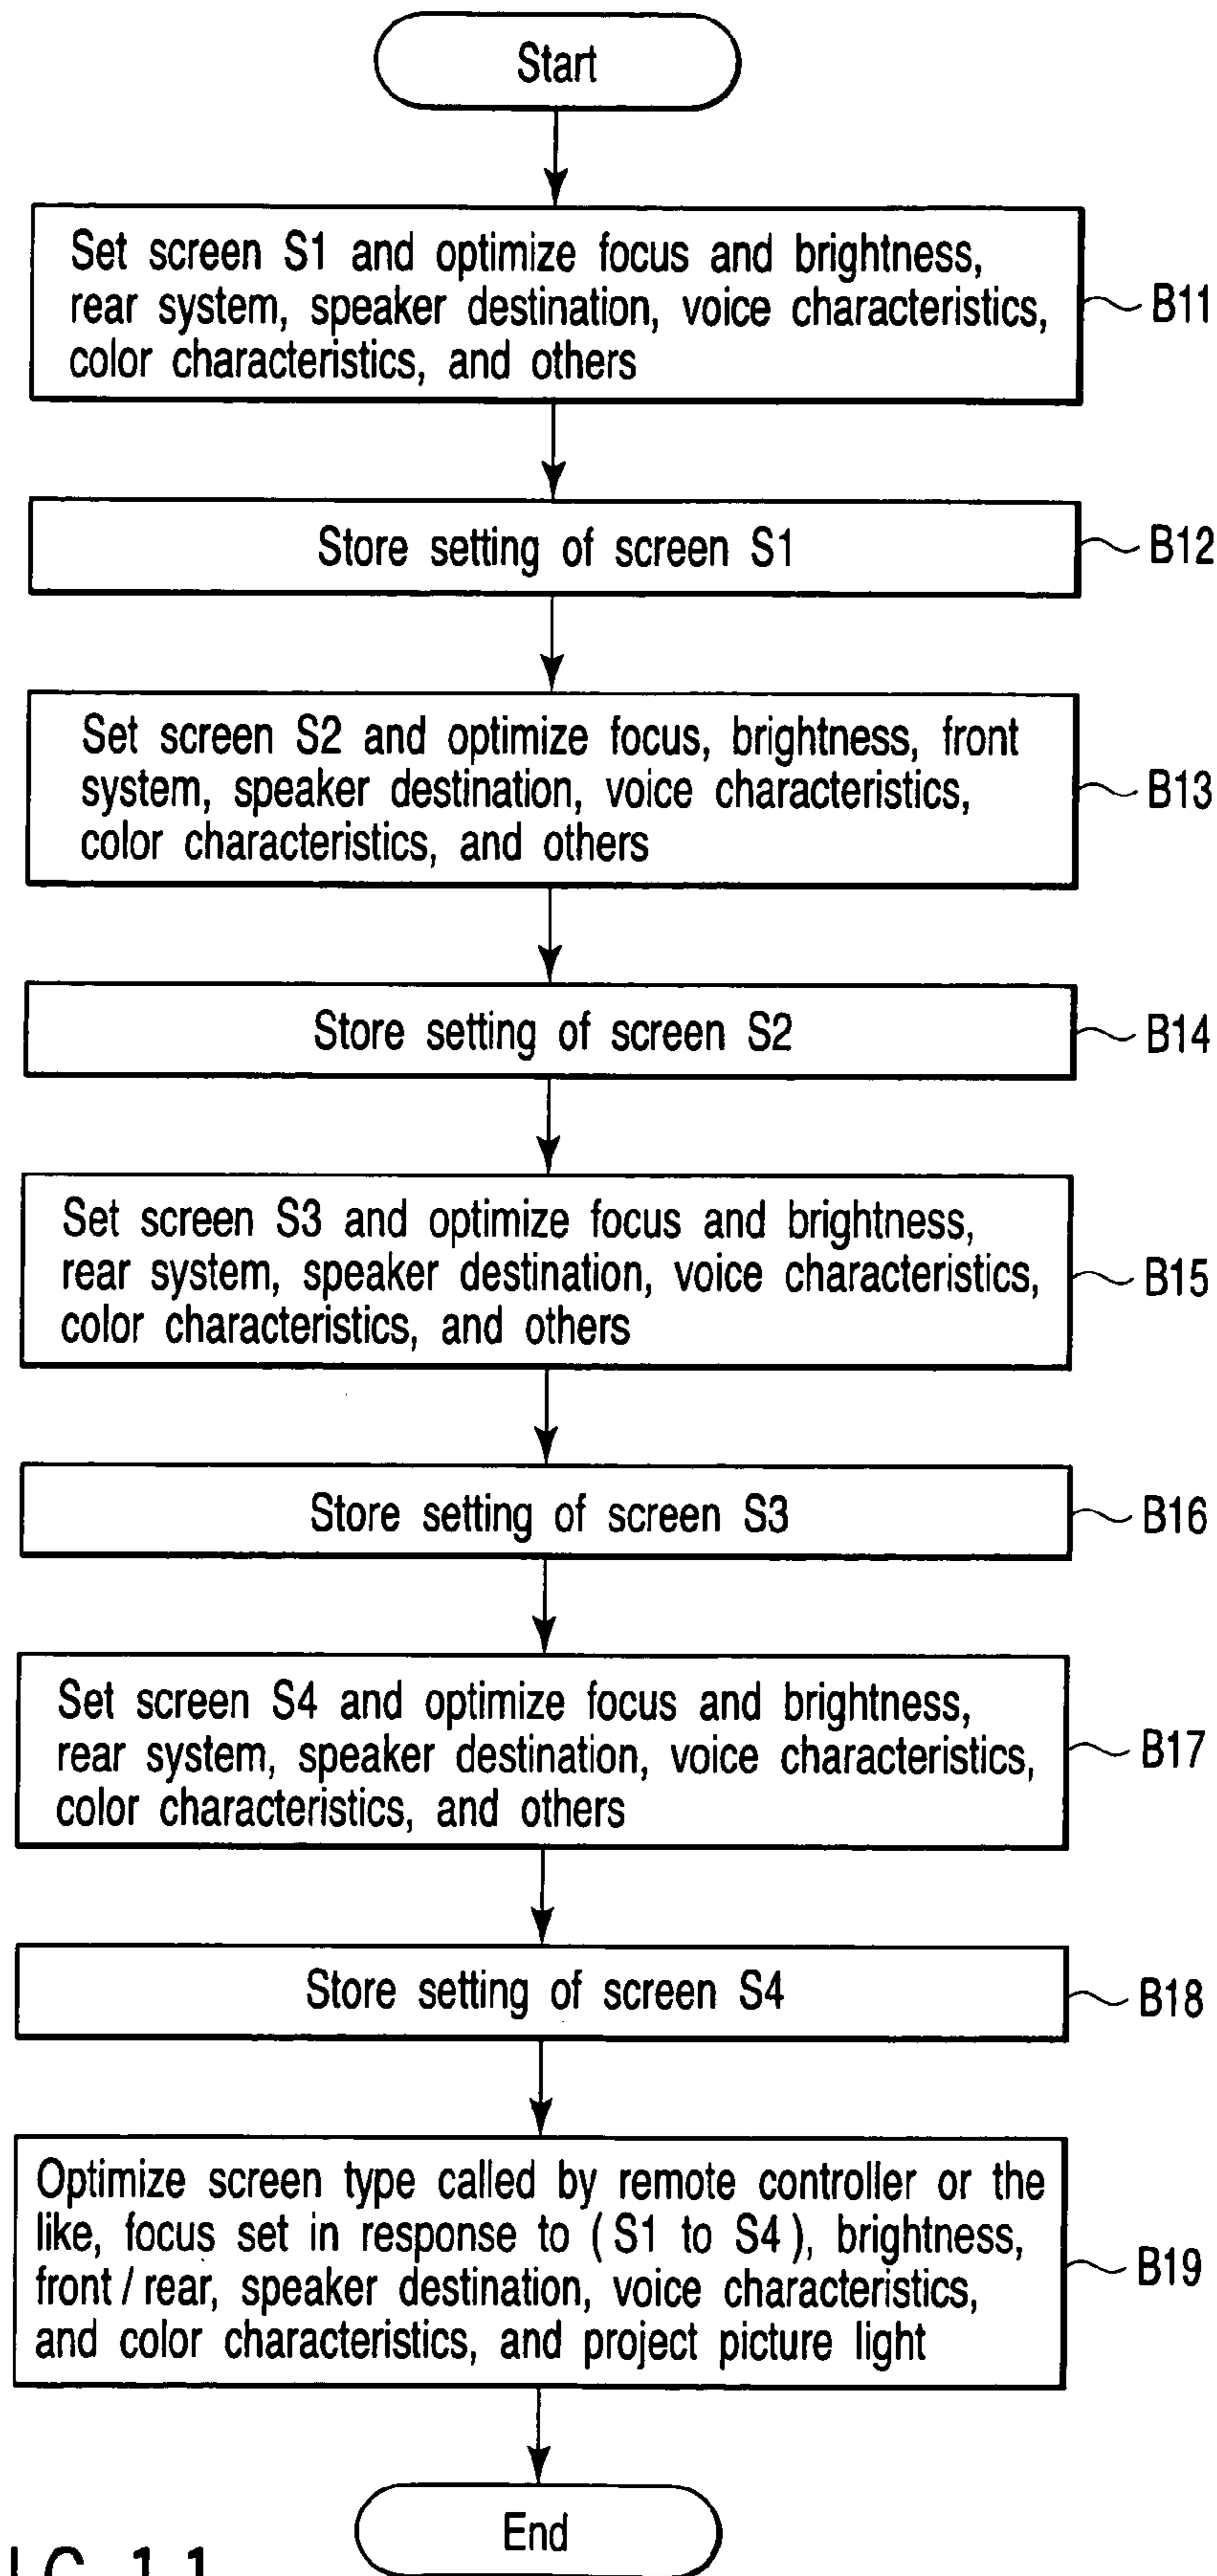 Start
Set screen S1 and optimize focus and brightness,
rear system, speaker destination, voice characteristics,
color characteristics, and others
B11
Store setting of screen S1
B12
Set screen S2 and optimize focus, brightness, front
system, speaker destination, voice characteristics,
color characteristics, and others
B13
Store setting of screen S2
B14
Set screen S3 and optimize focus and brightness,
rear system, speaker destination, voice characteristics,
color characteristics, and others
B15
Store setting of screen S3
B16
Set screen S4 and optimize focus and brightness,
rear system, speaker destination, voice characteristics,
color characteristics, and others
B17
Store setting of screen S4
B18
Optimize screen type called by remote controller or the
like, focus set in response to (S1 to S4), brightness,
front/rear, speaker destination, voice characteristics,
and color characteristics, and project picture light
B19
End